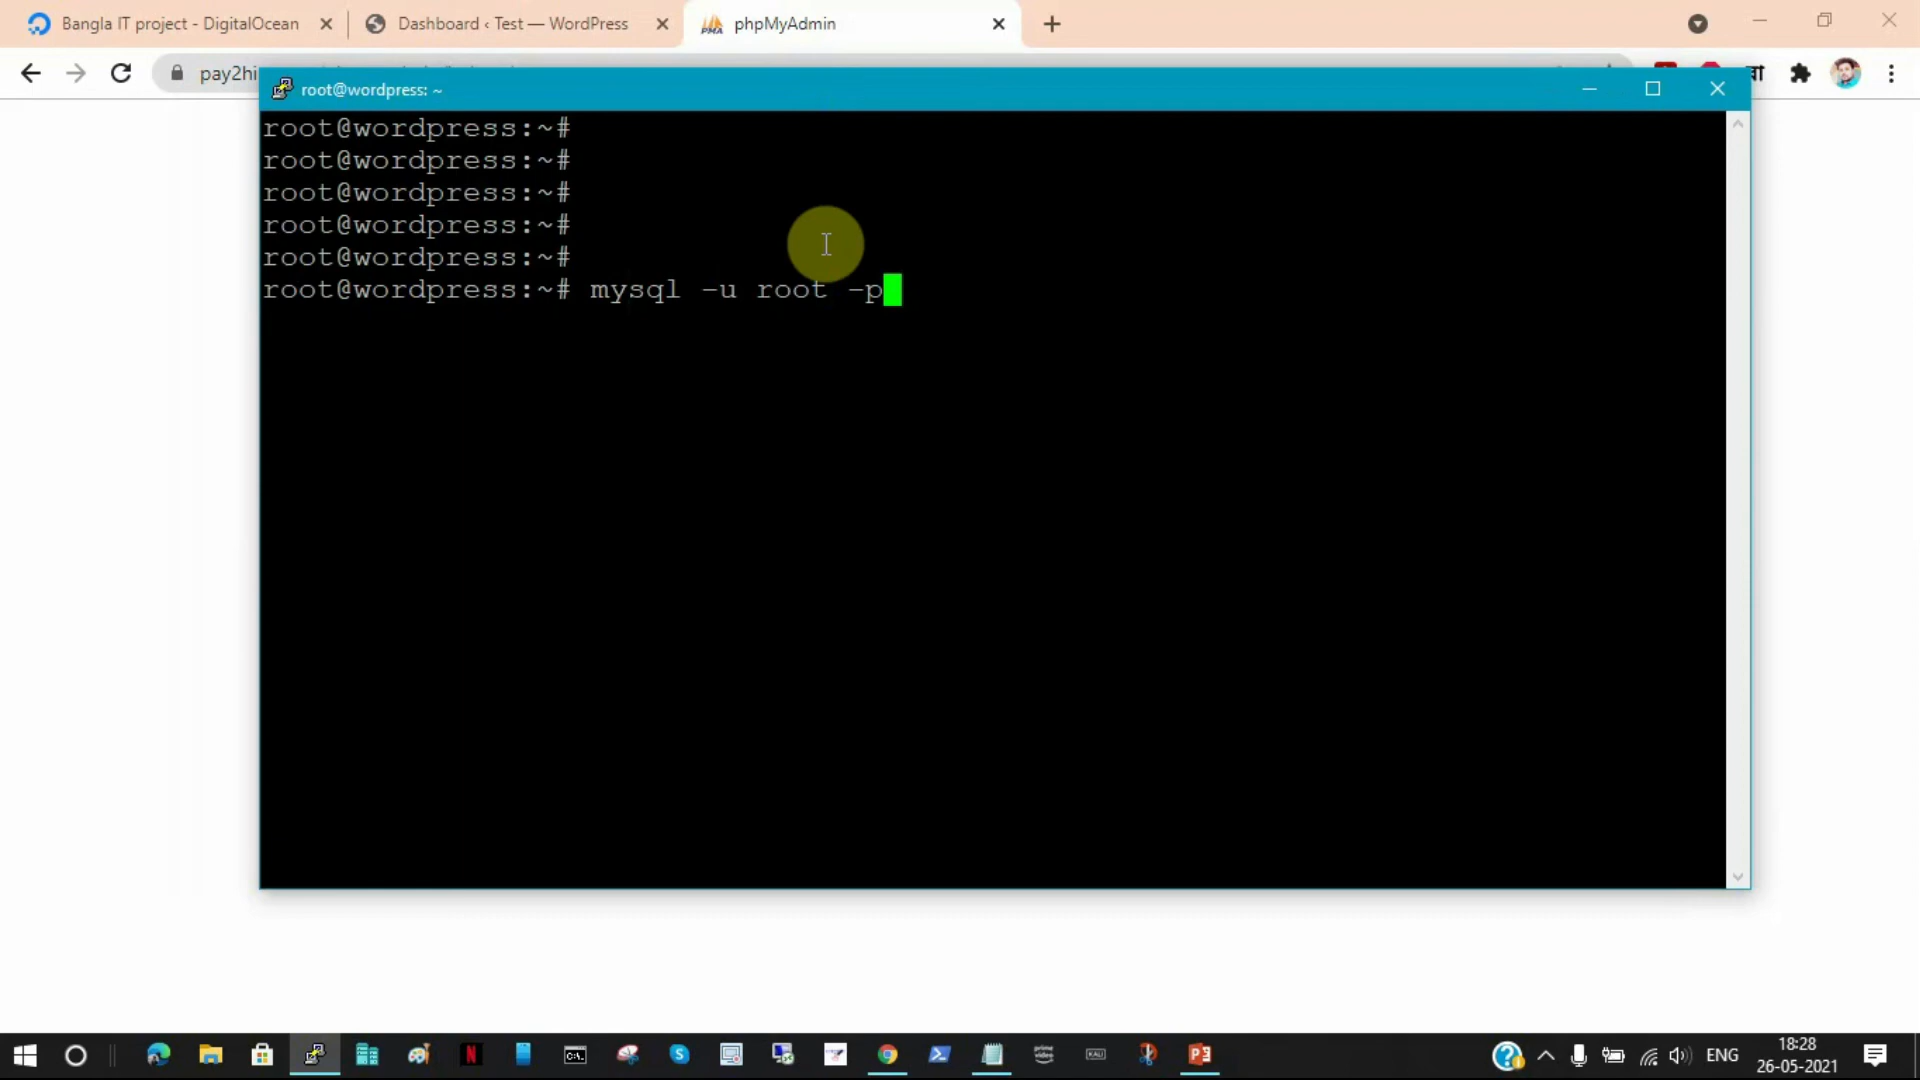 Bangla IT project - DigitalOcean
Dashboard ‹ Test — WordPress
phpMyAdmin
pay2hi
root@wordpress: ~
root@wordpress:~#
root@wordpress:~#
root@wordpress:~#
root@wordpress:~#
root@wordpress:~#
root@wordpress:~# mysql -u root -p
ENG
18:28
26-05-2021